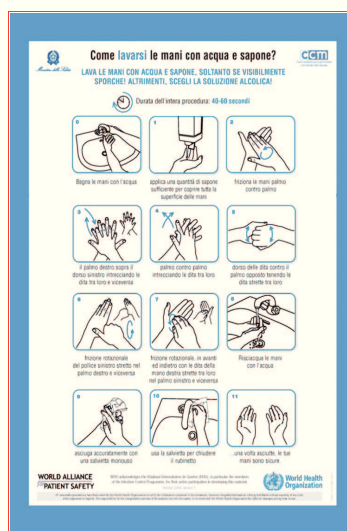 Come lavarsi le mani con acqua e sapone?
Ministero della Salute
ccm
LAVA LE MANI CON ACQUA E SAPONE, SOLTANTO SE VISIBILMENTE
SPORCHE! ALTRIMENTI, SCEGLI LA SOLUZIONE ALCOLICA!
Durata dell'intera procedura: 40-60 secondi
0
1
2
Bagna le mani con l'acqua
applica una quantità di sapone
sufficiente per coprire tutta la
superficie delle mani
friziona le mani palmo
contro palmo
3
4
5
il palmo destro sopra il
dorso sinistro intrecciando le
dita tra loro e viceversa
palmo contro palmo
intrecciando le dita tra loro
dorso delle dita contro il
palmo opposto tenendo le
dita strette tra loro
6
7
8
frizione rotazionale
del pollice sinistro stretto nel
palmo destro e viceversa
frizione rotazionale, in avanti
ed indietro con le dita della
mano destra strette tra loro
nel palmo sinistro e viceversa
Risciacqua le mani
con l'acqua
9
10
11
asciuga accuratamente con
una salvietta monouso
usa la salvietta per chiudere
il rubinetto
...una volta asciutte, le tue
mani sono sicure.
WORLD ALLIANCE
PATIENT SAFETY
World Health
Organization